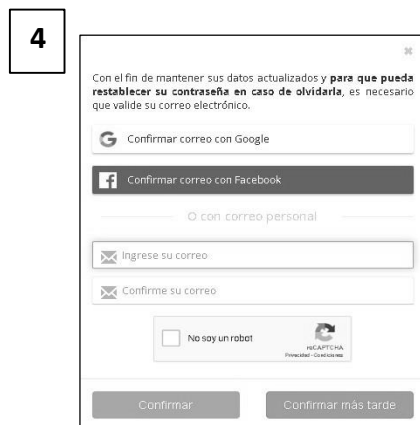 4
×
Con el fin de mantener sus datos actualizados y para que pueda
restablecer su contraseña en caso de olvidarla, es necesario
que valide su correo electrónico.
Confirmar correo con Google
Confirmar correo con Facebook
O con correo personal
Ingrese su correo
Confirme su correo
No soy un robot
reCAPTCHA
Privacidad - Condiciones
Confirmar
Confirmar más tarde